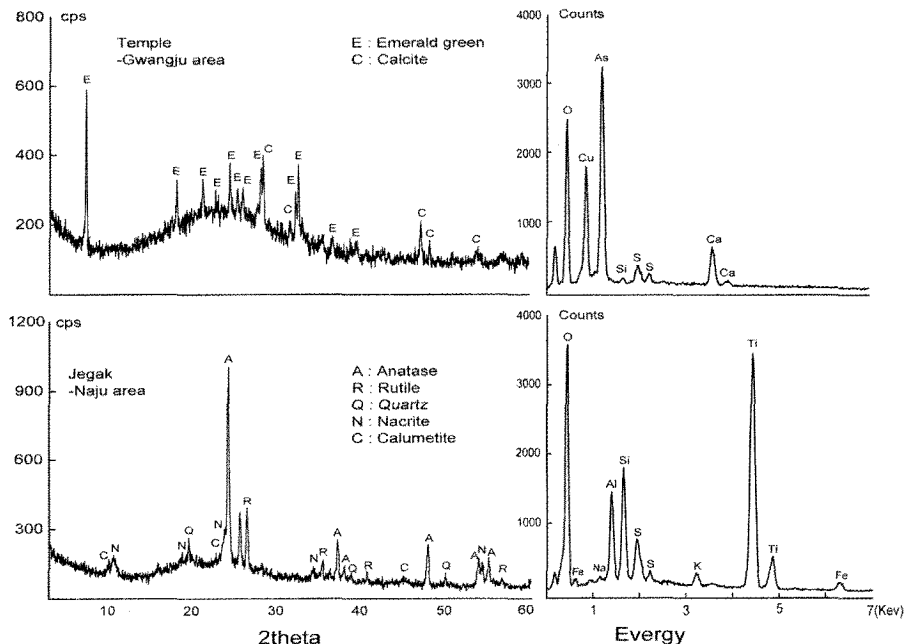 800
cps
600
400
200
Temple
-Gwangju area
E : Emerald green
C : Calcite
E
E
E
E
E
E
E
E
C
E
E
C
E
E
C
C
C
Counts
4000
3000
2000
1000
0
O
Cu
As
Si
S
S
Ca
Ca
1200
cps
900
600
300
Jegak
-Naju area
A : Anatase
R : Rutile
Q : Quartz
N : Nacrite
C : Calumetite
C
N
N
Q
C
N
A
R
N
R
A
A
Q
R
C
A
Q
A
N
A
R
10 20 30 40 50 60
2theta
Counts
4000
3000
2000
1000
0
O
Fe
Na
Al
Si
S
S
K
Ti
Ti
Fe
1 3 5 7(Kev)
Evergy